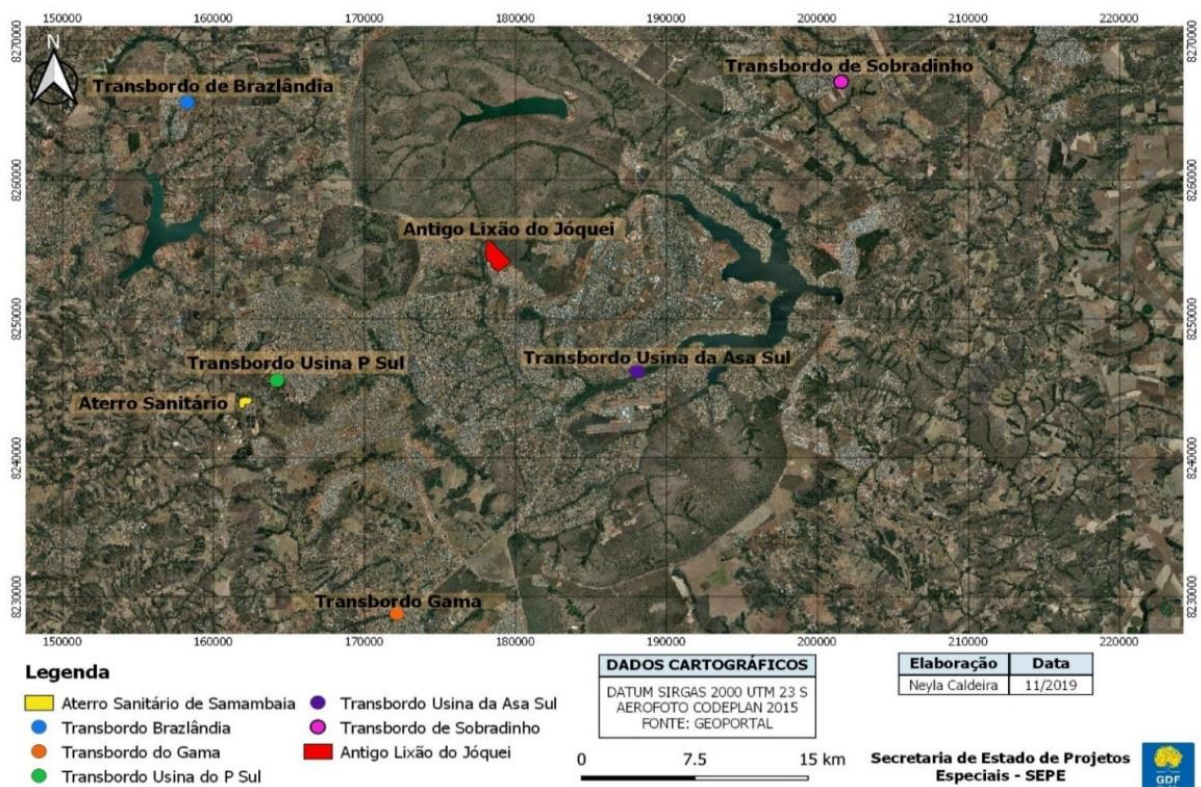 150000 160000 170000 180000 190000 200000 210000 220000
8270000 8270000
N
Transbordo de Sobradinho
Transbordo de Brazlândia
8260000 8260000
Antigo Lixão do Jóquei
8250000 8250000
Transbordo Usina da Asa Sul
Transbordo Usina P Sul
Aterro Sanitário
8240000 8240000
Transbordo Gama
8230000 8230000
150000 160000 170000 180000 190000 200000 210000 220000
Legenda
Aterro Sanitário de Samambaia
Transbordo Brazlândia
Transbordo do Gama
Transbordo Usina do P Sul
Transbordo Usina da Asa Sul
Transbordo de Sobradinho
Antigo Lixão do Jóquei
DADOS CARTOGRÁFICOS
DATUM SIRGAS 2000 UTM 23 S
AEROFOTO CODEPLAN 2015
FONTE: GEOPORTAL
0 7.5 15 km
Elaboração Data
Neyla Caldeira 11/2019
Secretaria de Estado de Projetos
Especiais - SEPE
GDF